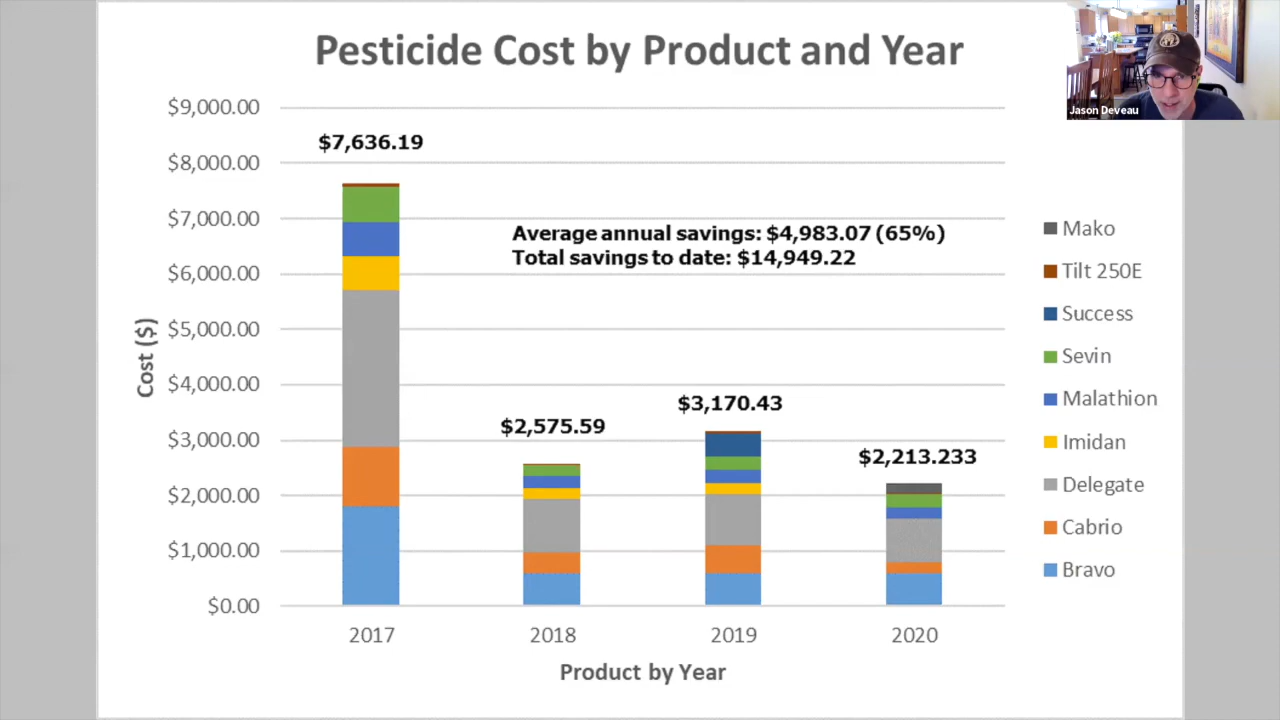 Pesticide Cost by Product and Year
Jason Deveau
$9,000.00
$8,000.00
$7,000.00
$6,000.00
$5,000.00
$4,000.00
$3,000.00
$2,000.00
$1,000.00
$0.00
Cost ($)
$7,636.19
Average annual savings: $4,983.07 (65%)
Total savings to date: $14,949.22
$2,575.59
$3,170.43
$2,213.233
Mako
Tilt 250E
Success
Sevin
Malathion
Imidan
Delegate
Cabrio
Bravo
2017
2018
2019
2020
Product by Year